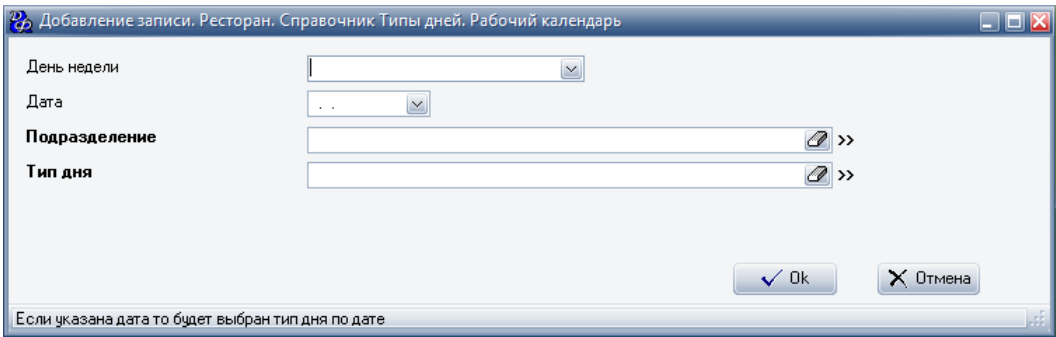 Добавление записи. Ресторан. Справочник Типы дней. Рабочий календарь
День недели
Дата . .
Подразделение >>
Тип дня >>
Ok Отмена
Если указана дата то будет выбран тип дня по дате